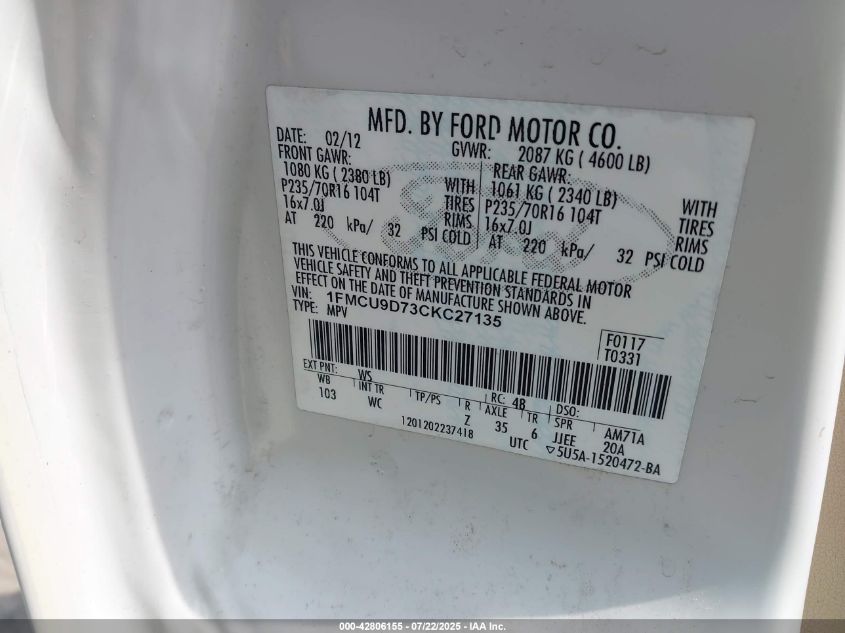 MFD. BY FORD MOTOR CO.
DATE: 02/12 GVWR: 2087 KG ( 4600 LB)
FRONT GAWR: REAR GAWR:
1080 KG ( 2380 LB) WITH 1061 KG ( 2340 LB) WITH
P235/70R16 104T TIRES P235/70R16 104T TIRES
16x7.0J RIMS 16x7.0J RIMS
AT 220 kPa/ 32 PSI COLD AT 220 kPa/ 32 PSI COLD
THIS VEHICLE CONFORMS TO ALL APPLICABLE FEDERAL MOTOR
VEHICLE SAFETY AND THEFT PREVENTION STANDARDS IN
EFFECT ON THE DATE OF MANUFACTURE SHOWN ABOVE.
VIN: 1FMCU9D73CKC27135
TYPE: MPV
F0117
T0331
EXT PNT: WS RC: 4B DSO:
WB INT TR TP/PS R AXLE TR SPR
103 WC Z 35 6 JJEE AM71A
20A
1201202237418 UTC ▽5U5A-1520472-BA
000-42806155 - 07/22/2025 - IAA Inc.